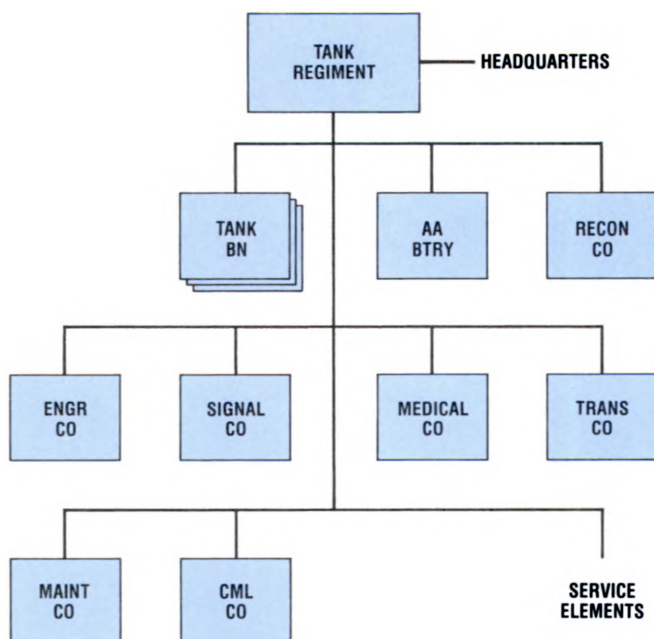 TANK
REGIMENT
HEADQUARTERS
TANK
BN
AA
BTRY
RECON
CO
ENGR
CO
SIGNAL
CO
MEDICAL
CO
TRANS
CO
MAINT
CO
CML
CO
SERVICE
ELEMENTS